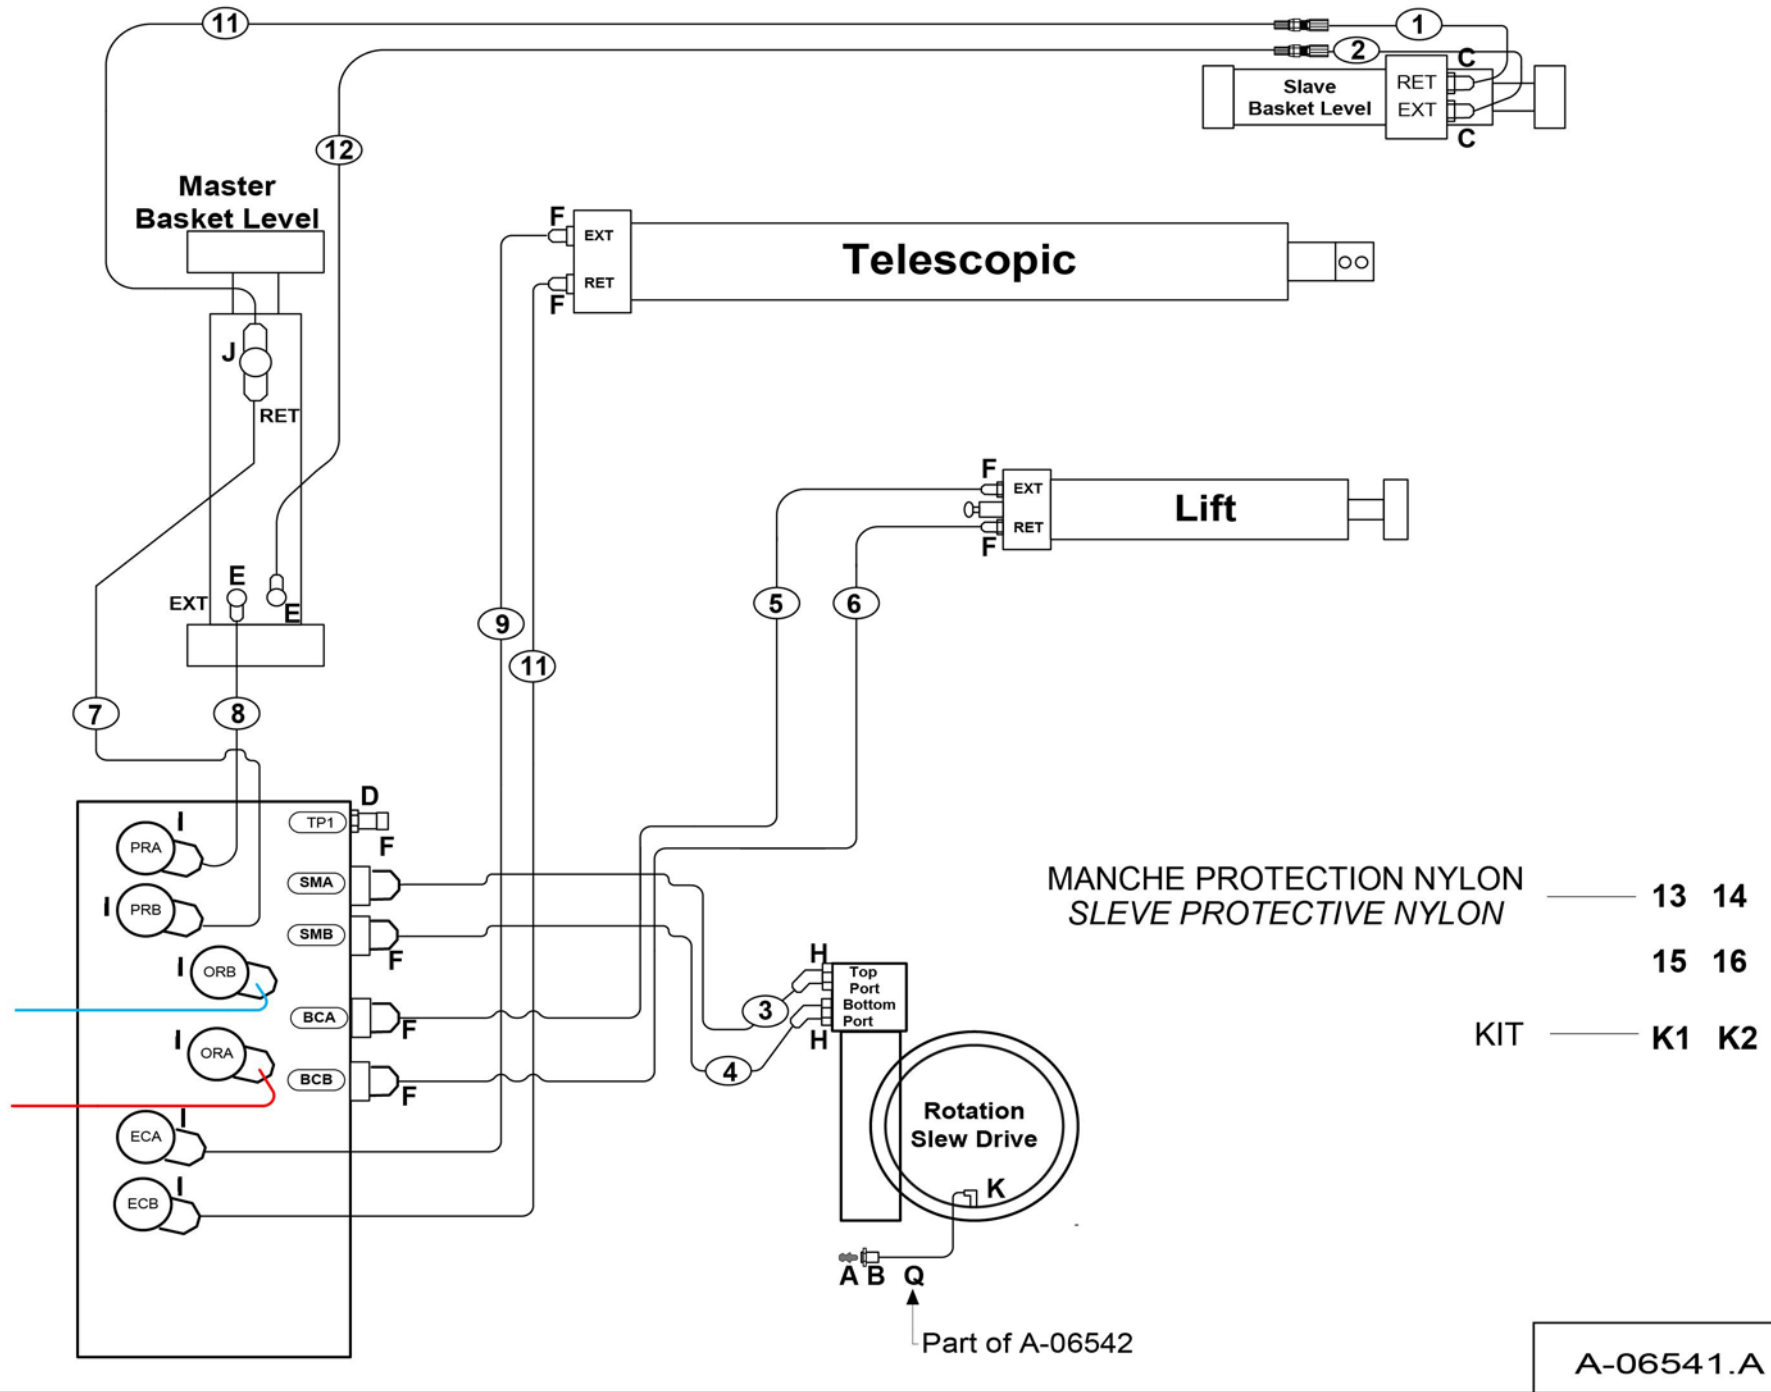 11
1
2
C
RET
EXT
C
Slave
Basket Level
12
Master
Basket Level
F
EXT
RET
F
Telescopic
J
RET
F
EXT
RET
F
Lift
E
EXT
E
5
6
9
11
7
8
D
TP1
I
PRA
F
SMA
I
PRB
SMB
F
I
ORB
BCA
F
I
ORA
BCB
F
I
ECA
I
ECB
MANCHE PROTECTION NYLON
SLEVE PROTECTIVE NYLON
13 14
15 16
KIT
K1 K2
H
Top
Port
Bottom
Port
H
3
4
Rotation
Slew Drive
K
A B Q
Part of A-06542
A-06541.A